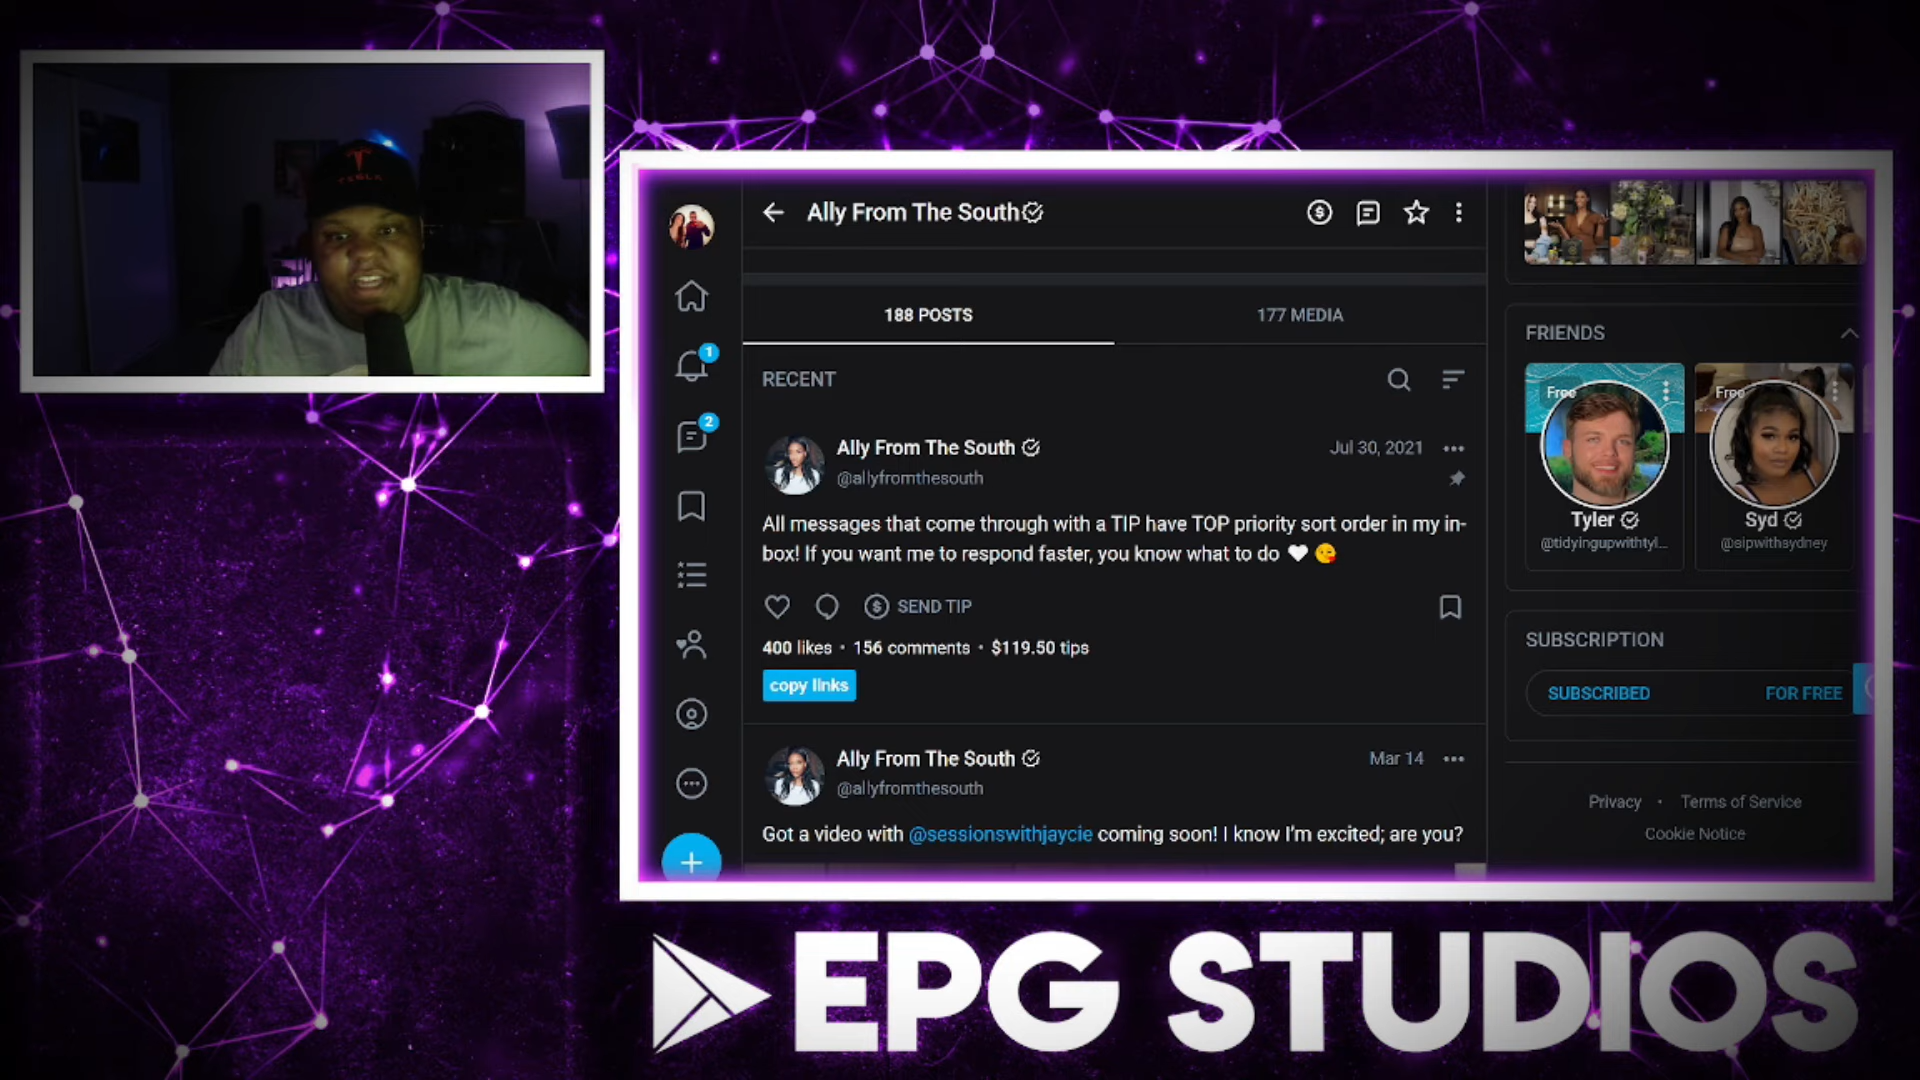 TESLA
Ally From The South
188 POSTS
177 MEDIA
RECENT
1
2
Ally From The South
Jul 30, 2021
@allyfromthesouth
All messages that come through with a TIP have TOP priority sort order in my in-
box! If you want me to respond faster, you know what to do 🤍 😘
SEND TIP
400 likes · 156 comments · $119.50 tips
copy links
Ally From The South
Mar 14
@allyfromthesouth
Got a video with @sessionswithjaycie coming soon! I know I'm excited; are you?
FRIENDS
Free
Free
Tyler
Syd
@tidyingupwithtyl...
@sipwithsydney
SUBSCRIPTION
SUBSCRIBED
FOR FREE
Privacy · Terms of Service
Cookie Notice
EPG STUDIOS